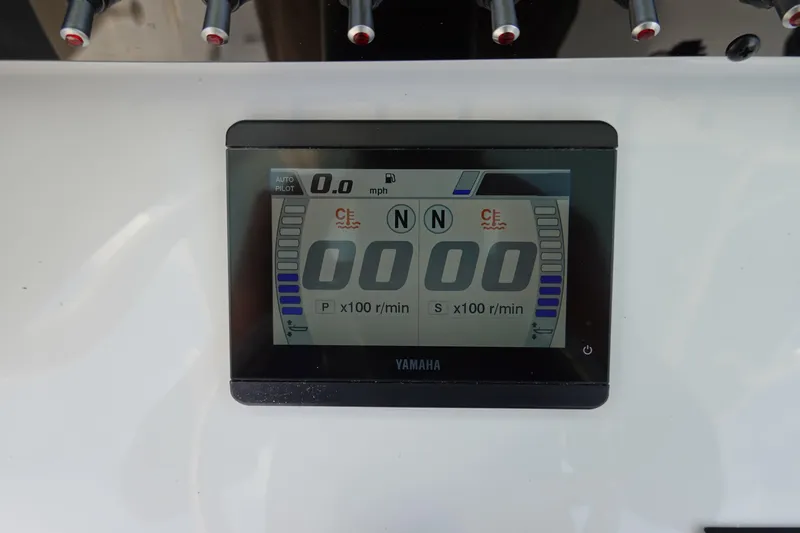 AUTO
PILOT
0.0 mph
C N N C
00 00
P x100 r/min S x100 r/min
YAMAHA